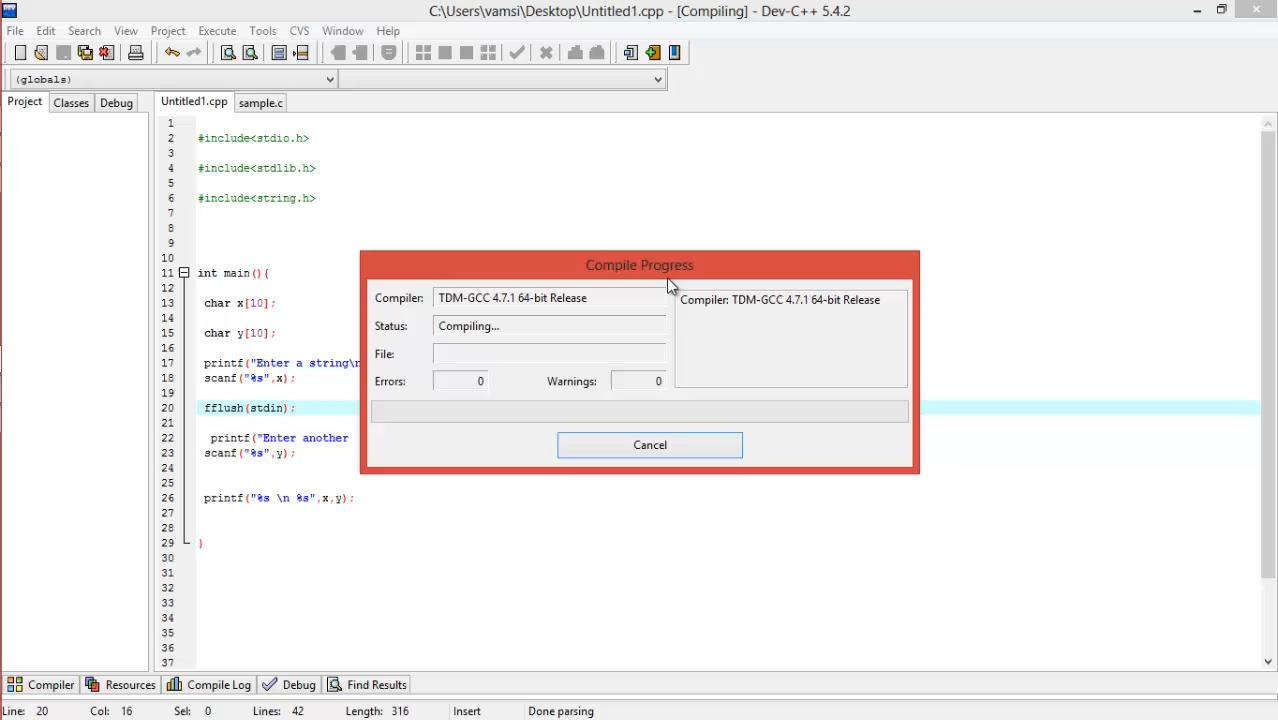 C:\Users\vamsi\Desktop\Untitled1.cpp - [Compiling] - Dev-C++ 5.4.2
File Edit Search View Project Execute Tools CVS Window Help
(globals)
Project Classes Debug Untitled1.cpp sample.c
1
2 #include<stdio.h>
3
4 #include<stdlib.h>
5
6 #include<string.h>
7
8
9
10
11 int main(){
12
13 char x[10];
14
15 char y[10];
16
17 printf("Enter a string\n
18 scanf("%s",x);
19
20 fflush(stdin);
21
22 printf("Enter another
23 scanf("%s",y);
24
25
26 printf("%s \n %s",x,y);
27
28
29 }
30
31
32
33
34
35
36
37
Compile Progress
Compiler: TDM-GCC 4.7.1 64-bit Release
Compiler: TDM-GCC 4.7.1 64-bit Release
Status: Compiling...
File:
Errors: 0 Warnings: 0
Cancel
Compiler Resources Compile Log Debug Find Results
Line: 20 Col: 16 Sel: 0 Lines: 42 Length: 316 Insert Done parsing